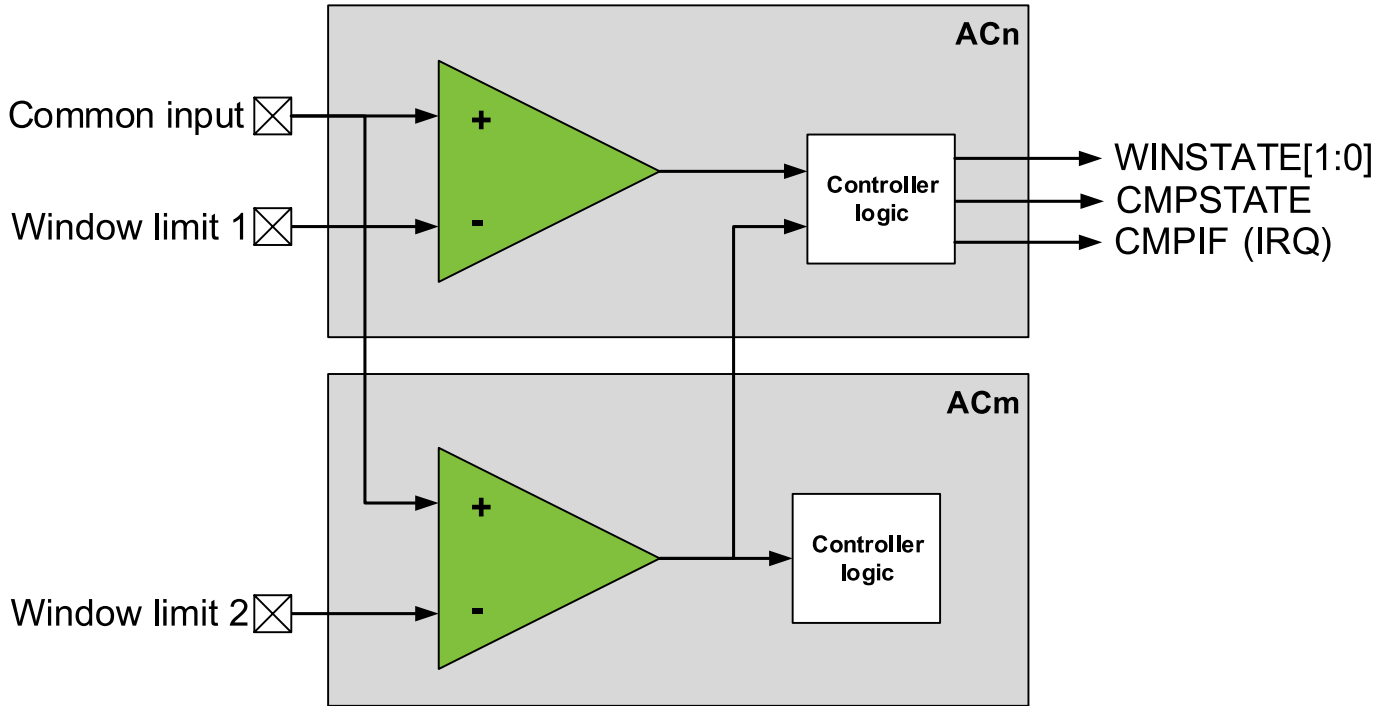 ACn
Common input
+
WINSTATE[1:0]
Controller
logic
CMPSTATE
Window limit 1
-
CMPIF (IRQ)
ACm
+
Controller
logic
Window limit 2
-